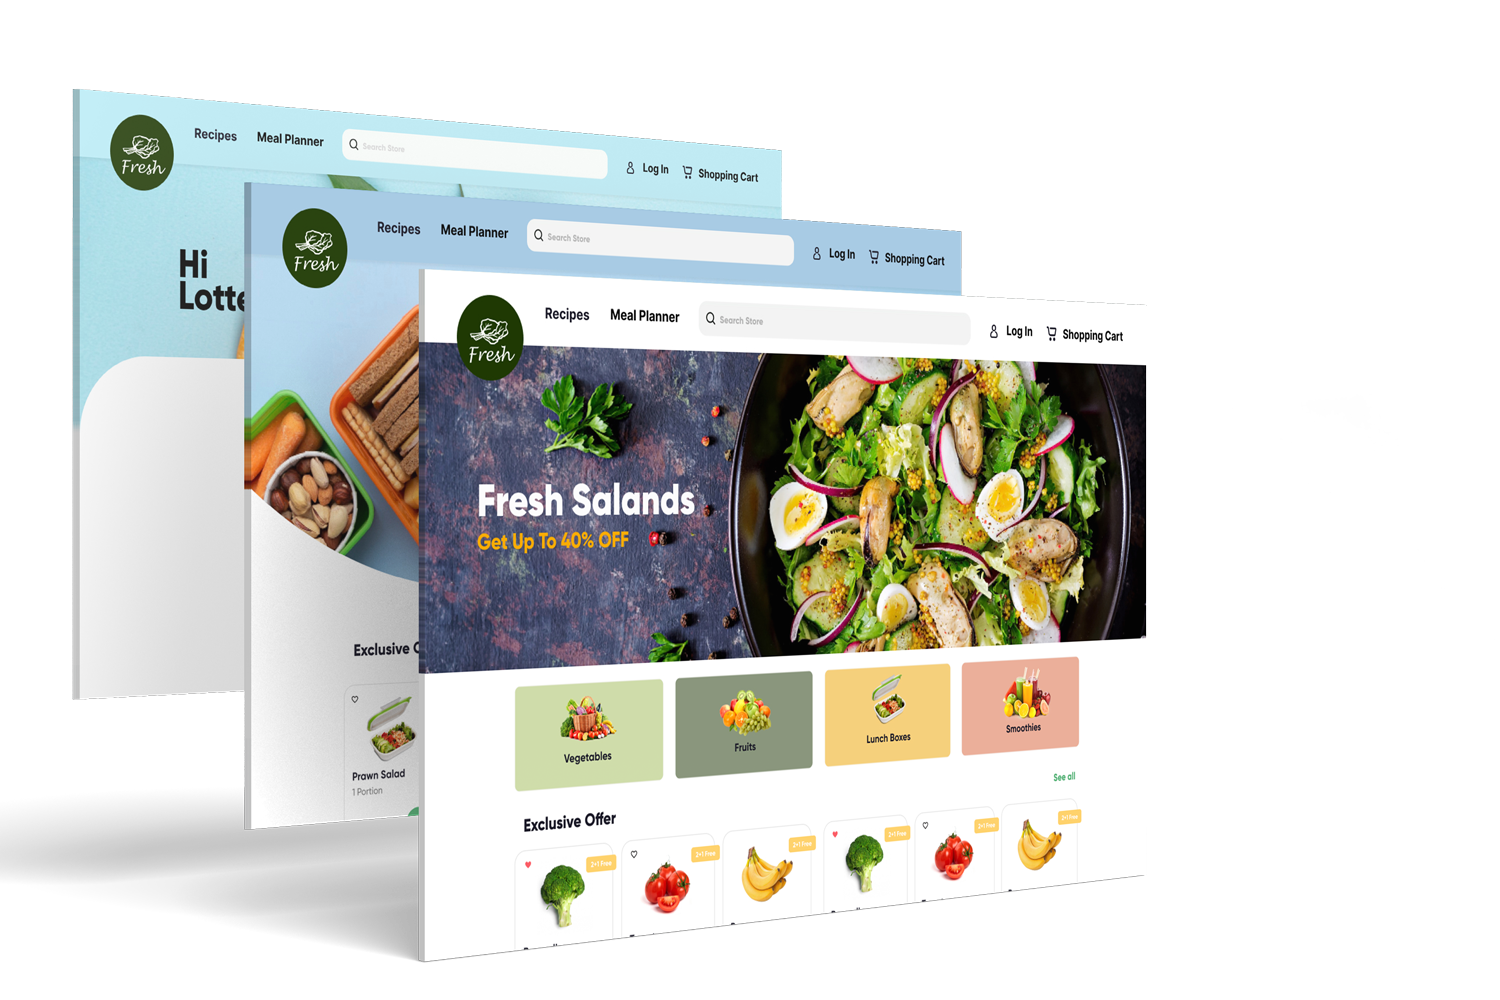 Fresh
Recipes
Meal Planner
Search Store
Log In
Shopping Cart
Hi
Lotte
Fresh
Recipes
Meal Planner
Search Store
Log In
Shopping Cart
Exclusive O
Prawn Salad
1 Portion
Fresh
Recipes
Meal Planner
Search Store
Log In
Shopping Cart
Fresh Salands
Get Up To 40% OFF
Vegetables
Fruits
Lunch Boxes
Smoothies
See all
Exclusive Offer
2+1 Free
2+1 Free
2+1 Free
2+1 Free
2+1 Free
2+1 Free